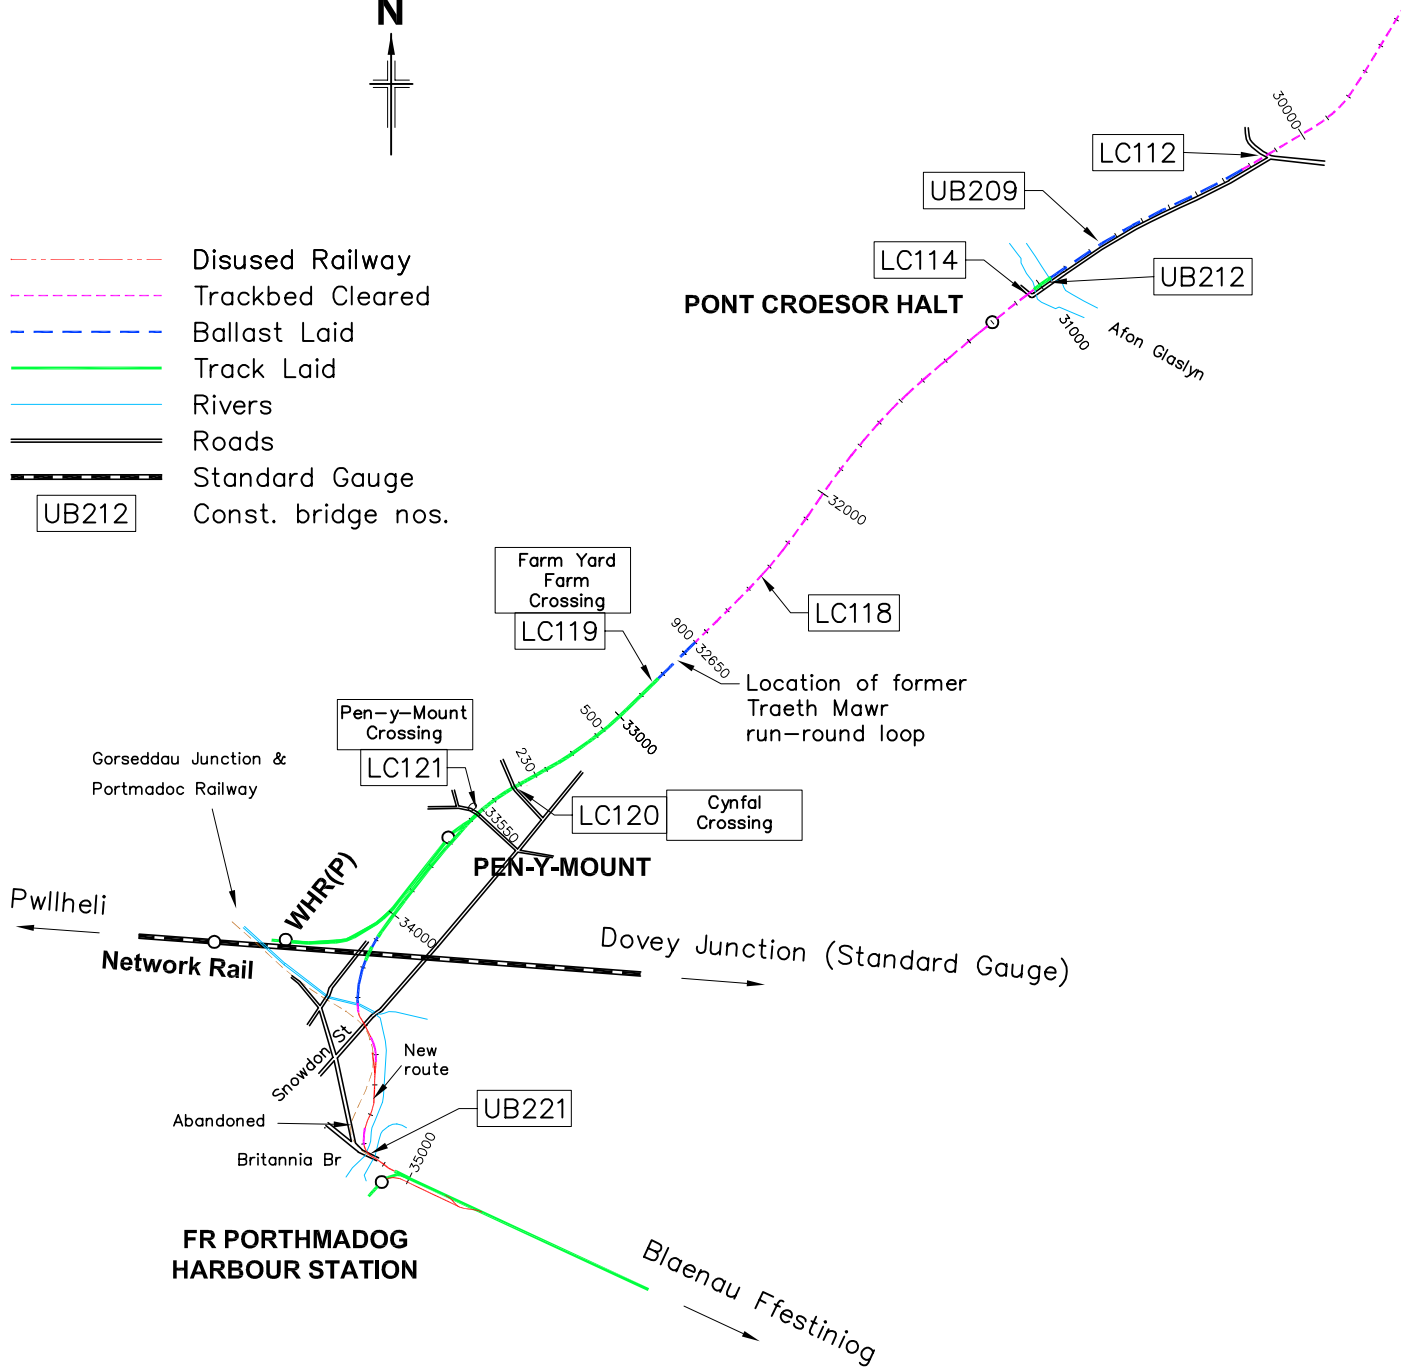 N
30000
LC112
UB209
LC114
UB212
PONT CROESOR HALT
31000
Afon Glaslyn
Disused Railway
Trackbed Cleared
Ballast Laid
Track Laid
Rivers
Roads
Standard Gauge
UB212
Const. bridge nos.
32000
Farm Yard
Farm
Crossing
LC119
LC118
900
32650
Location of former
Traeth Mawr
run-round loop
500
33000
Pen-y-Mount
Crossing
LC121
230
Gorseddau Junction &
Portmadoc Railway
LC120
Cynfal
Crossing
33550
PEN-Y-MOUNT
WHR(P)
Pwllheli
34000
Dovey Junction (Standard Gauge)
Network Rail
Snowdon St
New
route
UB221
Abandoned
Britannia Br
35000
FR PORTHMADOG
HARBOUR STATION
Blaenau Ffestiniog